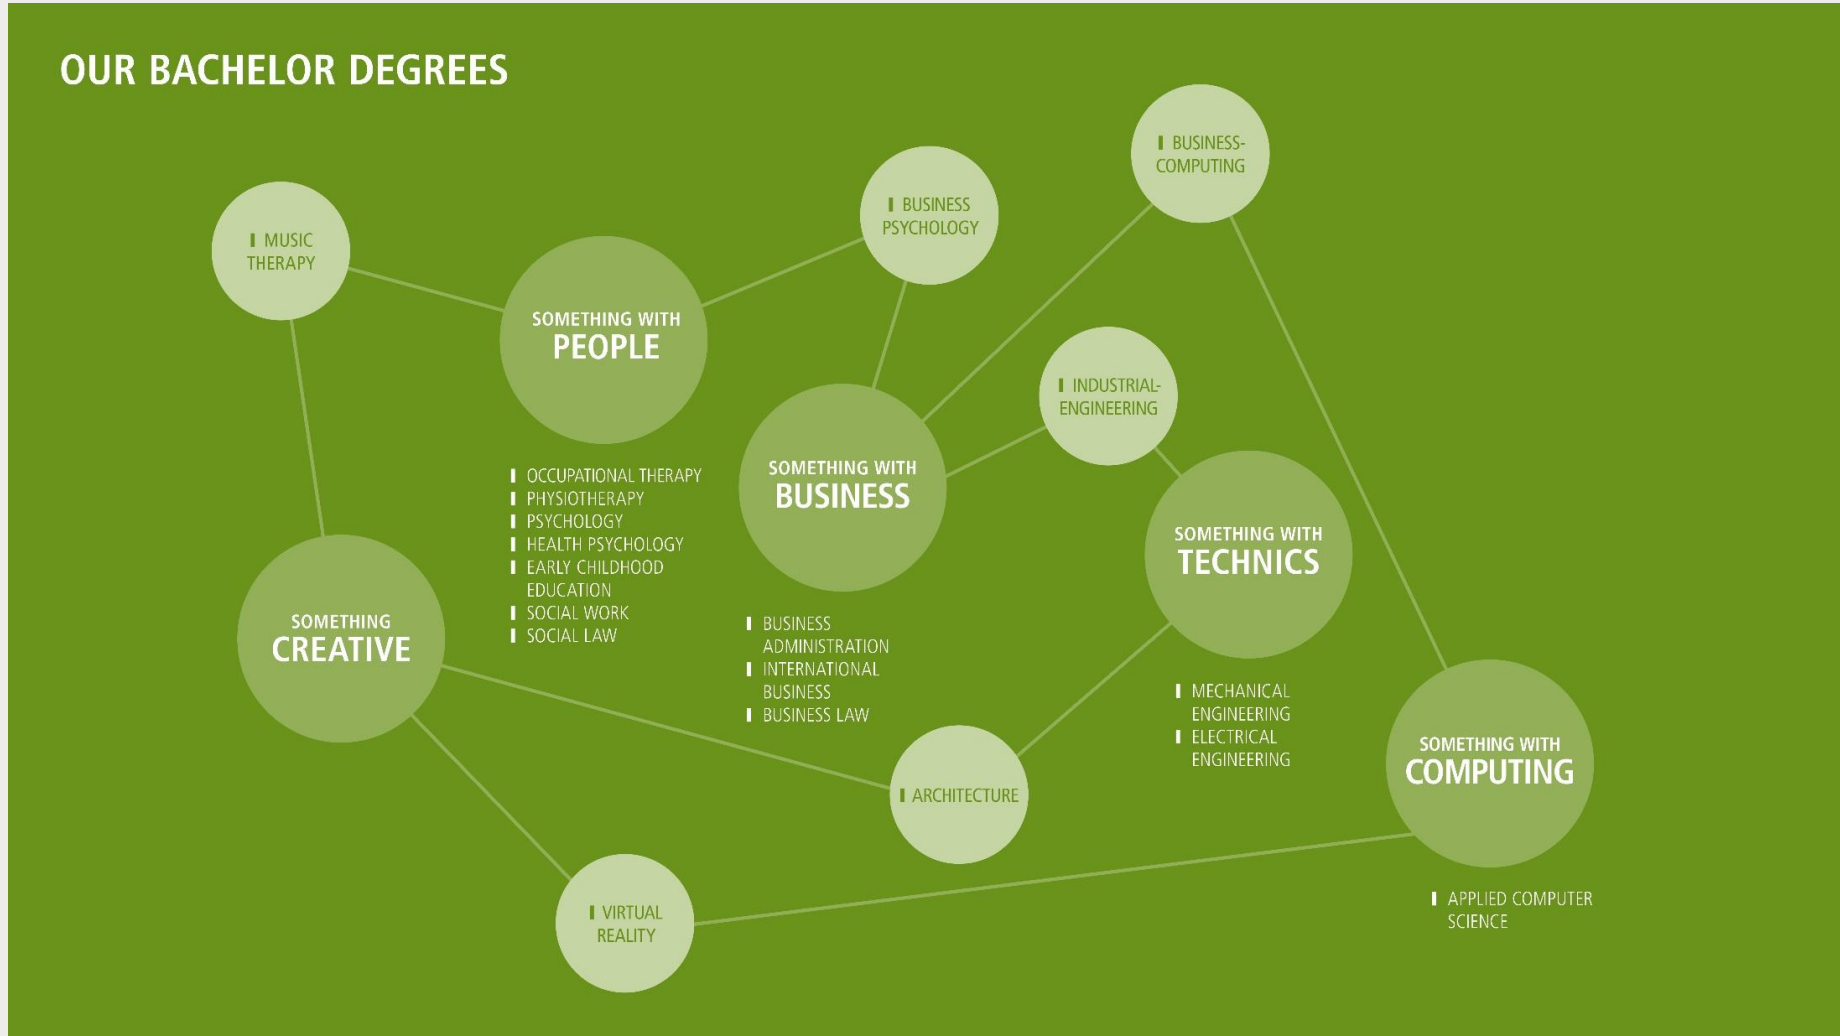 OUR BACHELOR DEGREES
BUSINESS-
COMPUTING
BUSINESS
PSYCHOLOGY
MUSIC
THERAPY
SOMETHING WITH
PEOPLE
INDUSTRIAL-
ENGINEERING
SOMETHING WITH
BUSINESS
OCCUPATIONAL THERAPY
PHYSIOTHERAPY
PSYCHOLOGY
HEALTH PSYCHOLOGY
EARLY CHILDHOOD
EDUCATION
SOCIAL WORK
SOCIAL LAW
SOMETHING WITH
TECHNICS
SOMETHING
CREATIVE
BUSINESS
ADMINISTRATION
INTERNATIONAL
BUSINESS
BUSINESS LAW
MECHANICAL
ENGINEERING
ELECTRICAL
ENGINEERING
SOMETHING WITH
COMPUTING
ARCHITECTURE
VIRTUAL
REALITY
APPLIED COMPUTER
SCIENCE